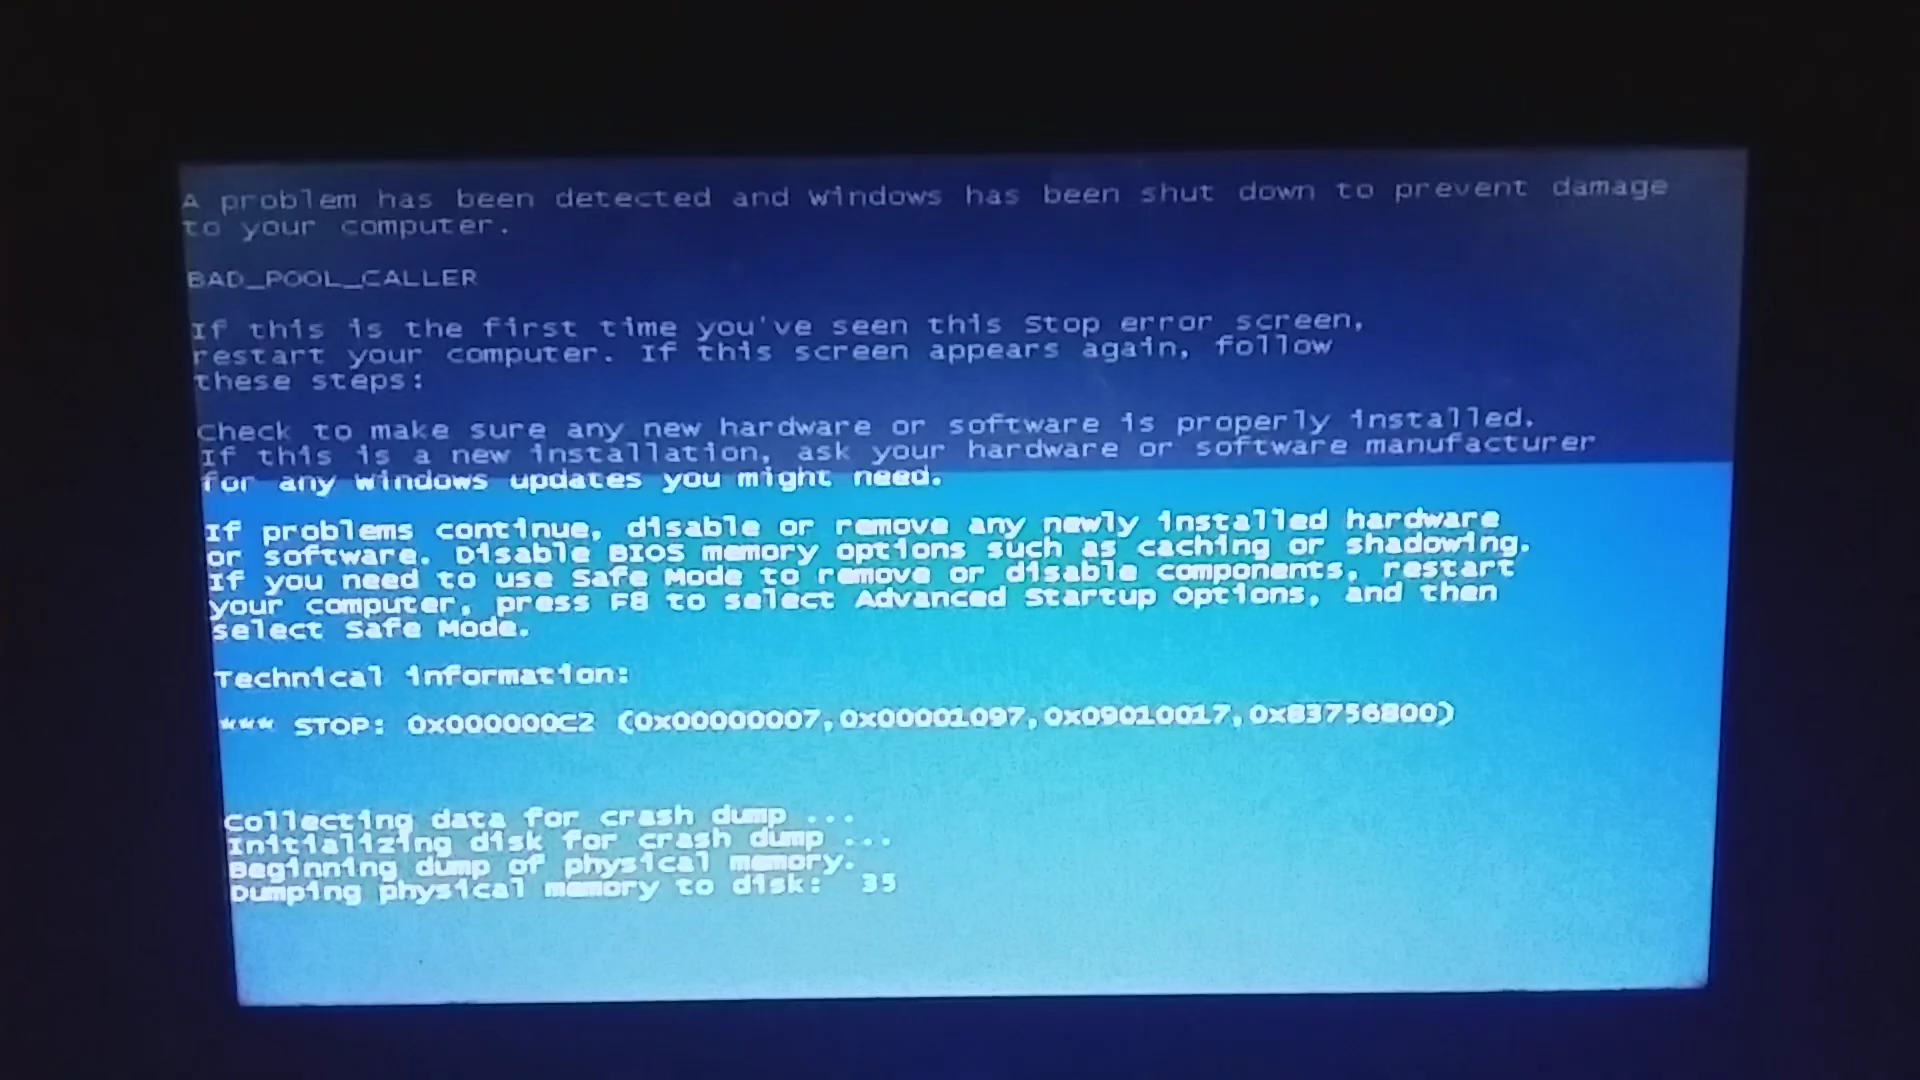 A problem has been detected and windows has been shut down to prevent damage
to your computer.
BAD_POOL_CALLER
If this is the first time you've seen this Stop error screen,
restart your computer. If this screen appears again, follow
these steps:
Check to make sure any new hardware or software is properly installed.
If this is a new installation, ask your hardware or software manufacturer
for any windows updates you might need.
If problems continue, disable or remove any newly installed hardware
or software. Disable BIOS memory options such as caching or shadowing.
If you need to use Safe Mode to remove or disable components, restart
your computer, press F8 to select Advanced Startup Options, and then
select Safe Mode.
Technical information:
*** STOP: 0x000000C2 (0x00000007,0x00001097,0x09010017,0x83756800)
Collecting data for crash dump ...
Initializing disk for crash dump ...
Beginning dump of physical memory.
Dumping physical memory to disk: 35